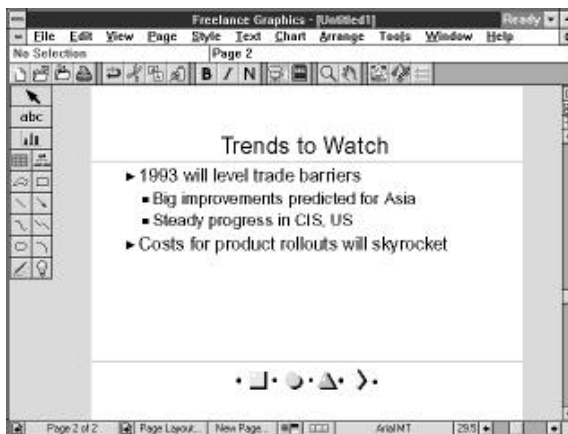 Freelance Graphics - [Untitled1] Ready
File Edit View Page Style Text Chart Arrange Tools Window Help
No Selection Page 2
B I N
abc
Trends to Watch
1993 will level trade barriers
Big improvements predicted for Asia
Steady progress in CIS, US
Costs for product rollouts will skyrocket
Page 2 of 2 Page Layout... New Page... Arial MT 29.5